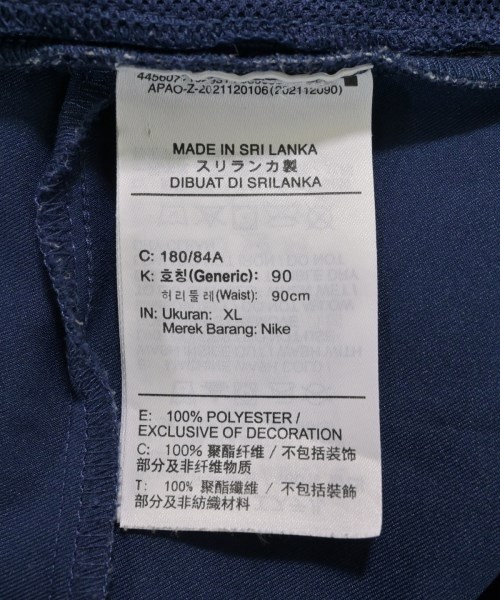 APAO-Z-2021120106(202112090)
MADE IN SRI LANKA
スリランカ製
DIBUAT DI SRILANKA
C: 180/84A
K: 호칭(Generic): 90
허리둘레(Waist): 90cm
IN: Ukuran: XL
Merek Barang: Nike
E: 100% POLYESTER /
EXCLUSIVE OF DECORATION
C: 100% 聚酯纤维 / 不包括装饰
部分及非纤维物质
T: 100% 聚酯纖維 / 不包括裝飾
部分及非紡織材料